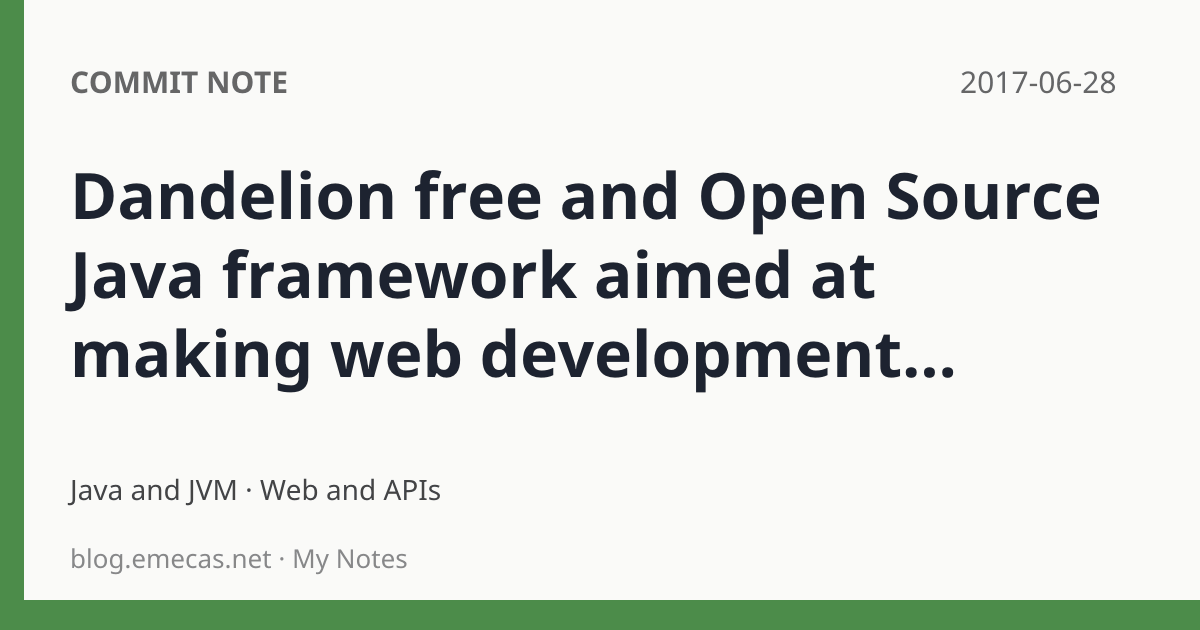 COMMIT NOTE
2017-06-28
Dandelion free and Open Source
Java framework aimed at
making web development...
Java and JVM · Web and APIs
blog.emecas.net · My Notes